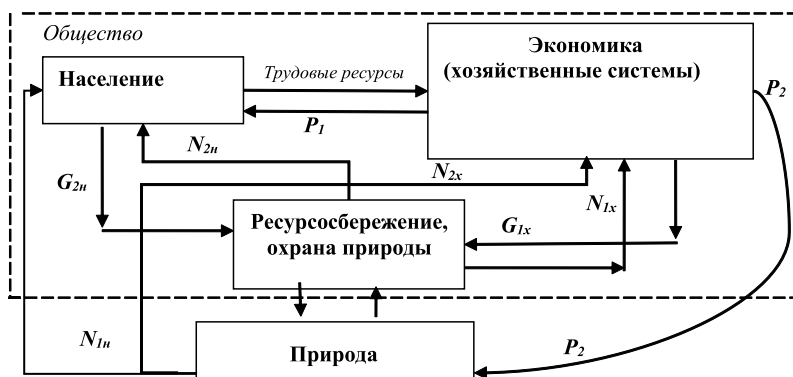 Общество
Экономика
(хозяйственные системы)
Население
Трудовые ресурсы
P2
P1
N2н
N2х
G2н
N1х
Ресурсосбережение,
охрана природы
G1х
N1н
Природа
P2